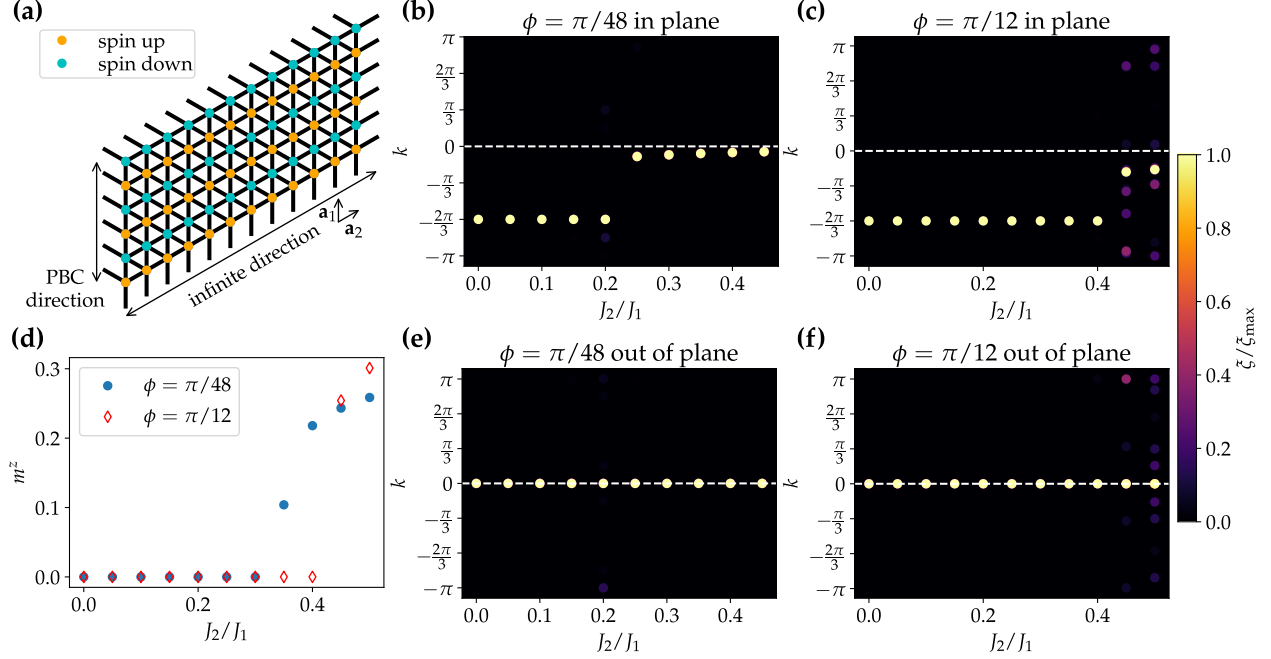 (a)
spin up
spin down
PBC
direction
infinite direction
a₁
a₂
(b)
ϕ = π/48 in plane
π
2π/3
π/3
0
−π/3
−2π/3
−π
k
0.0 0.1 0.2 0.3 0.4
J₂/J₁
(c)
ϕ = π/12 in plane
π
2π/3
π/3
0
−π/3
−2π/3
−π
k
0.0 0.2 0.4
J₂/J₁
(d)
ϕ = π/48
ϕ = π/12
0.3
0.2
0.1
0.0
mᶻ
0.0 0.2 0.4
J₂/J₁
(e)
ϕ = π/48 out of plane
π
2π/3
π/3
0
−π/3
−2π/3
−π
k
0.0 0.1 0.2 0.3 0.4
J₂/J₁
(f)
ϕ = π/12 out of plane
π
2π/3
π/3
0
−π/3
−2π/3
−π
k
0.0 0.2 0.4
J₂/J₁
1.0
0.8
0.6
0.4
0.2
0.0
ξ/ξmax